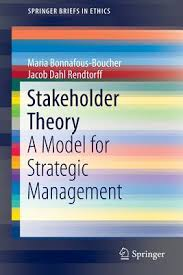 SPRINGER BRIEFS IN ETHICS
Maria Bonnafous-Boucher
Jacob Dahl Rendtorff
Stakeholder
Theory
A Model for
Strategic
Management
Springer